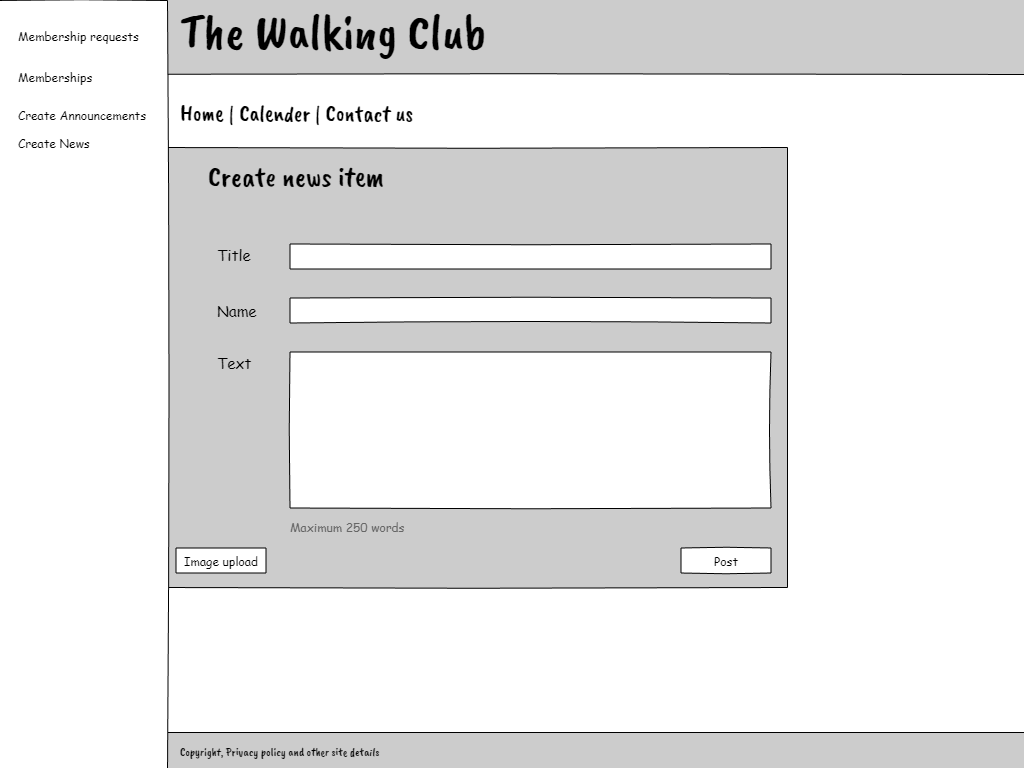 Membership requests
Memberships
Create Announcements
Create News
The Walking Club
Home | Calender | Contact us
Create news item
Title
Name
Text
Maximum 250 words
Image upload
Post
Copyright, Privacy policy and other site details